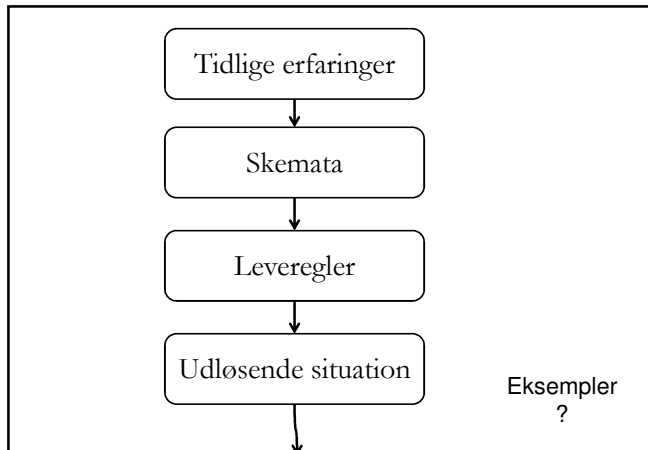 Tidlige erfaringer
Skemata
Leveregler
Udløsende situation
Eksempler
?